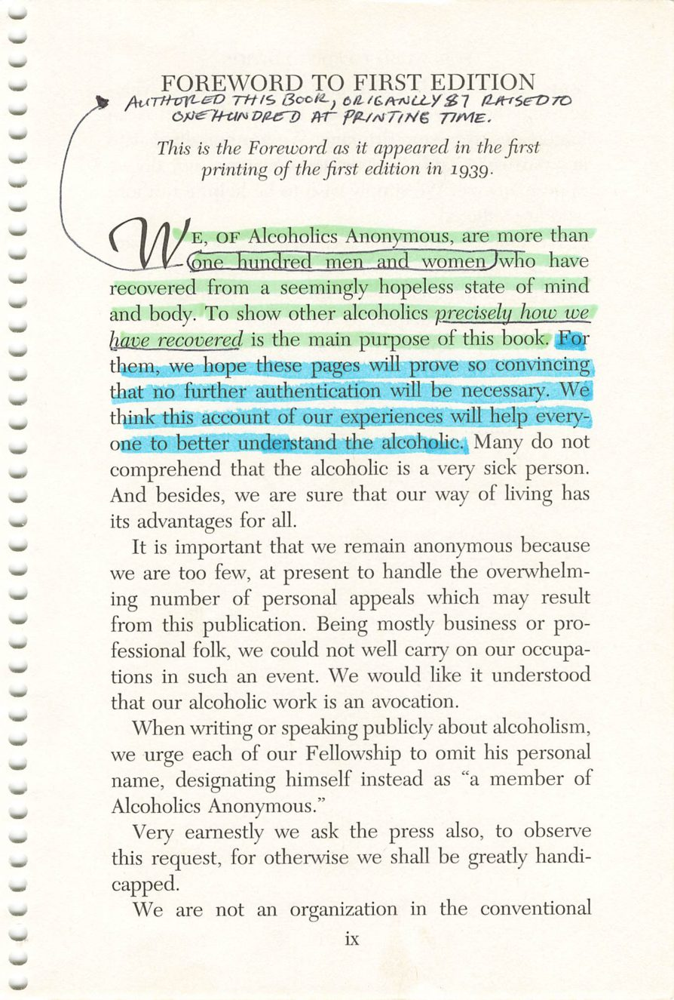 FOREWORD TO FIRST EDITION
AUTHORED THIS BOOK, ORIGANLLY 87 RAISED TO
ONE HUNDRED AT PRINTING TIME.
This is the Foreword as it appeared in the first
printing of the first edition in 1939.
WE, OF Alcoholics Anonymous, are more than
one hundred men and women who have
recovered from a seemingly hopeless state of mind
and body. To show other alcoholics precisely how we
have recovered is the main purpose of this book. For
them, we hope these pages will prove so convincing
that no further authentication will be necessary. We
think this account of our experiences will help every-
one to better understand the alcoholic. Many do not
comprehend that the alcoholic is a very sick person.
And besides, we are sure that our way of living has
its advantages for all.
It is important that we remain anonymous because
we are too few, at present to handle the overwhelm-
ing number of personal appeals which may result
from this publication. Being mostly business or pro-
fessional folk, we could not well carry on our occupa-
tions in such an event. We would like it understood
that our alcoholic work is an avocation.
When writing or speaking publicly about alcoholism,
we urge each of our Fellowship to omit his personal
name, designating himself instead as “a member of
Alcoholics Anonymous.”
Very earnestly we ask the press also, to observe
this request, for otherwise we shall be greatly handi-
capped.
We are not an organization in the conventional
ix